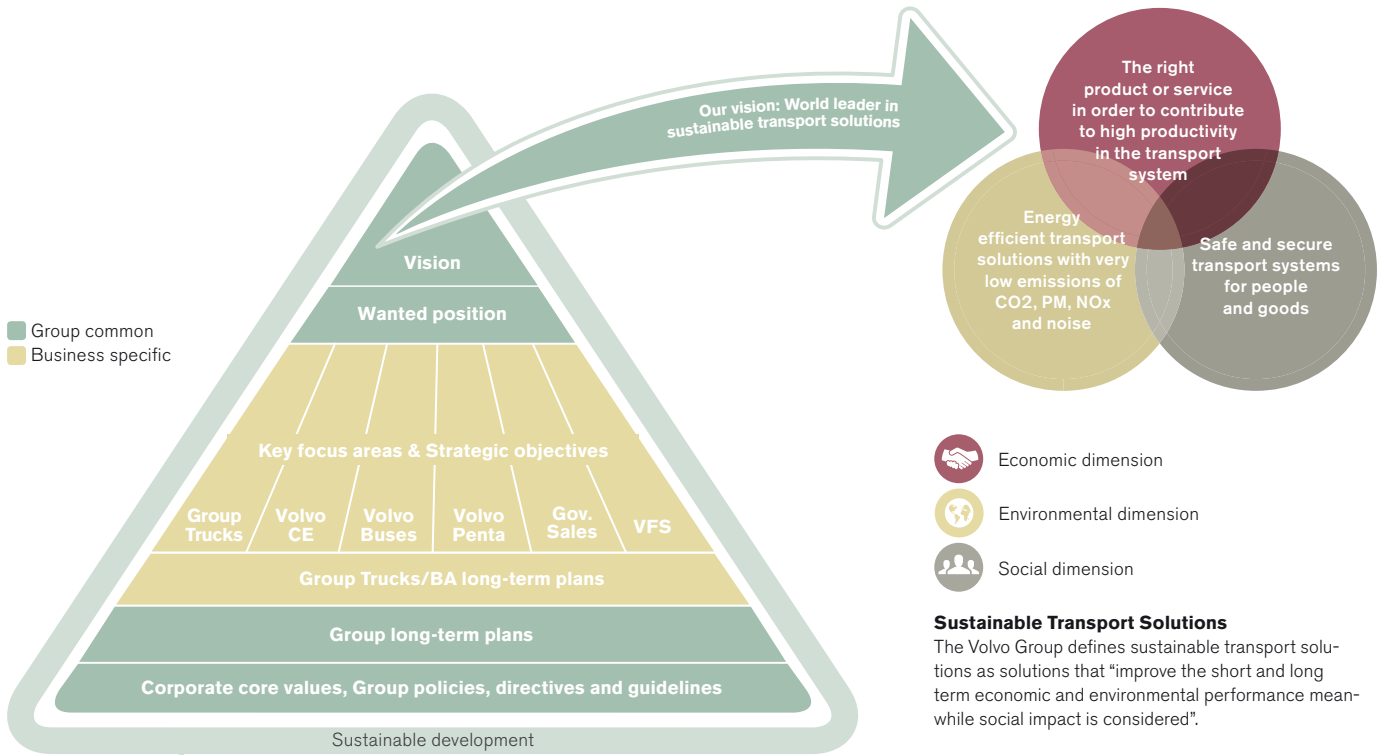 Our vision: World leader in
sustainable transport solutions
The right
product or service
in order to contribute
to high productivity
in the transport
system
Energy
efficient transport
solutions with very
low emissions of
CO2, PM, NOx
and noise
Safe and secure
transport systems
for people
and goods
Vision
Wanted position
Group common
Business specific
Key focus areas & Strategic objectives
Group
Trucks
Volvo
CE
Volvo
Buses
Volvo
Penta
Gov.
Sales
VFS
Group Trucks/BA long-term plans
Group long-term plans
Corporate core values, Group policies, directives and guidelines
Sustainable development
Economic dimension
Environmental dimension
Social dimension
Sustainable Transport Solutions
The Volvo Group defines sustainable transport solu-
tions as solutions that “improve the short and long
term economic and environmental performance mean-
while social impact is considered”.